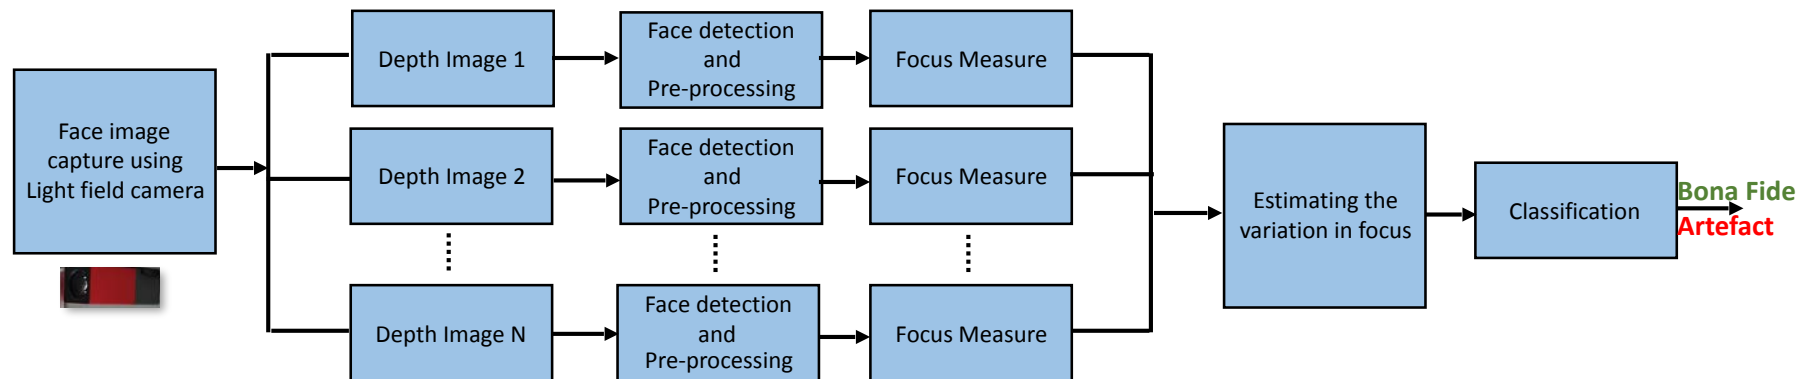 Face image
capture using
Light field camera
Depth Image 1
Face detection
and
Pre-processing
Focus Measure
Depth Image 2
Face detection
and
Pre-processing
Focus Measure
Depth Image N
Face detection
and
Pre-processing
Focus Measure
Estimating the
variation in focus
Classification
Bona Fide
Artefact